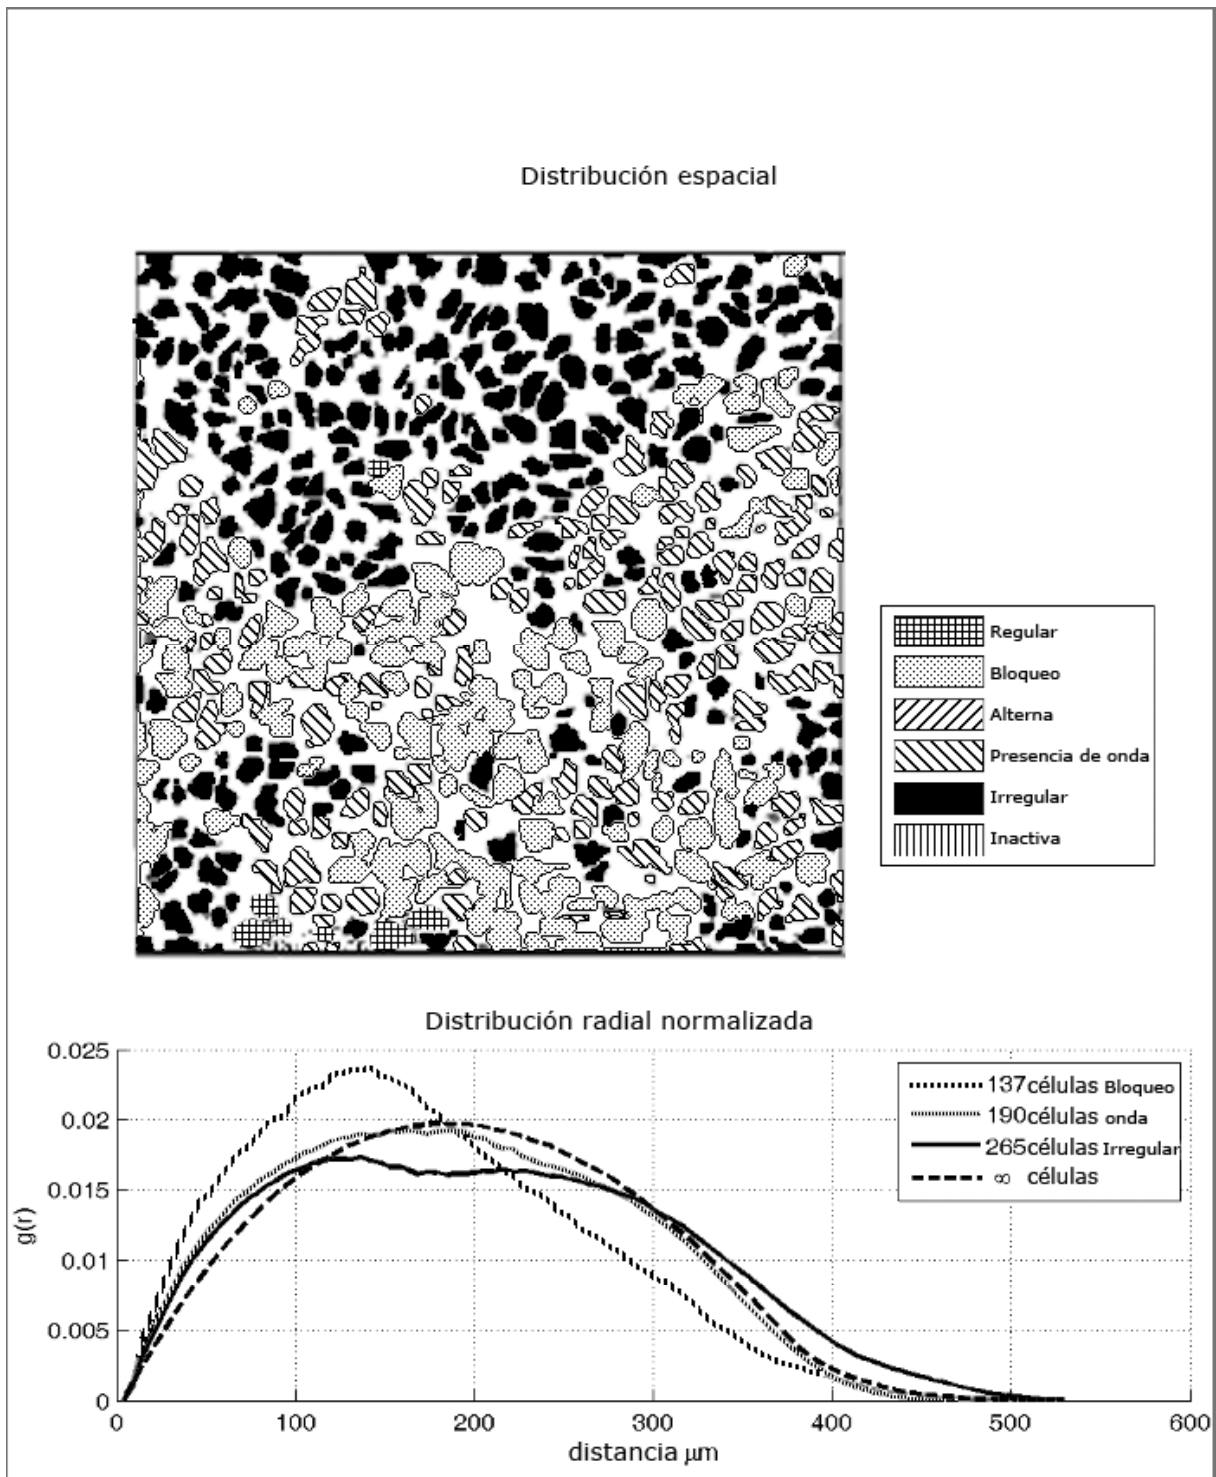 Distribución espacial
Regular
Bloqueo
Alterna
Presencia de onda
Irregular
Inactiva
Distribución radial normalizada
0.025
0.02
0.015
0.01
0.005
0
g(r)
137células Bloqueo
190células onda
265células Irregular
∞ células
0 100 200 300 400 500 600
distancia μm